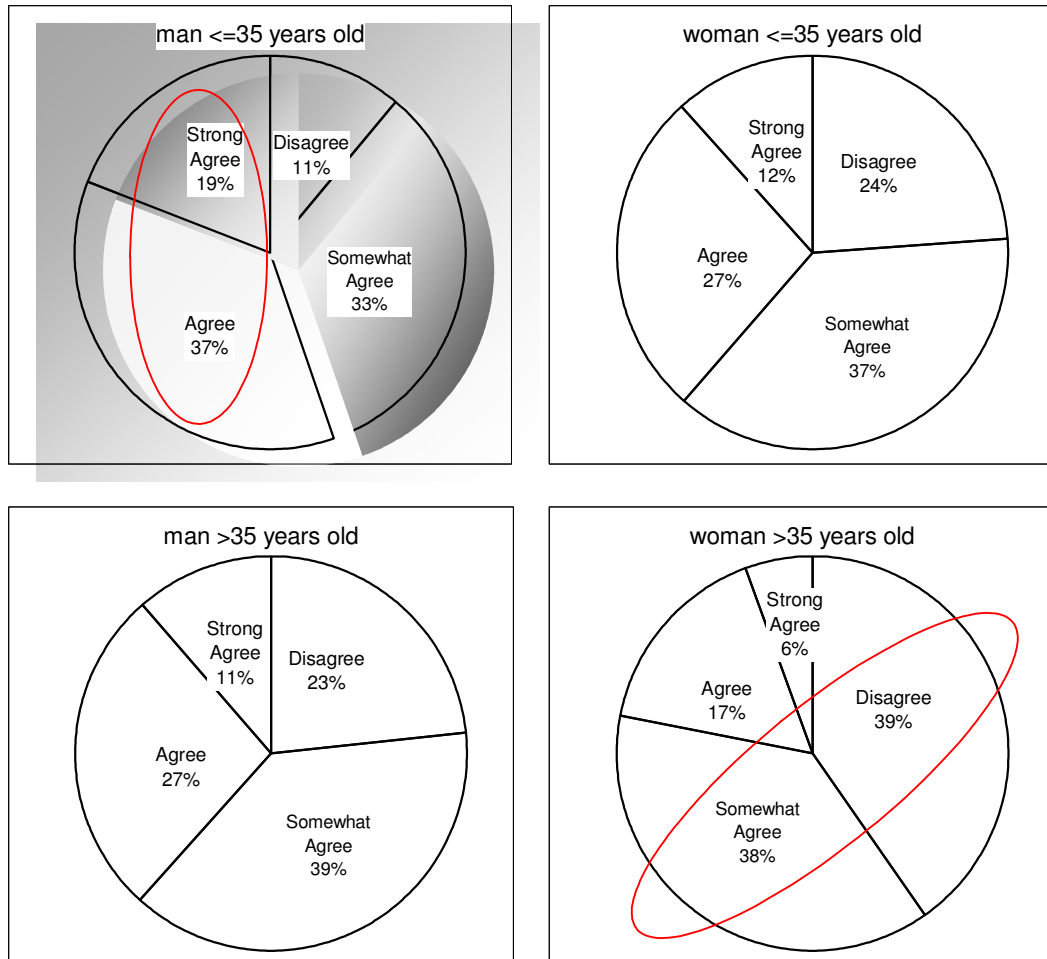 man <=35 years old
Strong
Agree
19%
Disagree
11%
Somewhat
Agree
33%
Agree
37%
woman <=35 years old
Strong
Agree
12%
Disagree
24%
Agree
27%
Somewhat
Agree
37%
man >35 years old
Strong
Agree
11%
Disagree
23%
Agree
27%
Somewhat
Agree
39%
woman >35 years old
Strong
Agree
6%
Agree
17%
Disagree
39%
Somewhat
Agree
38%